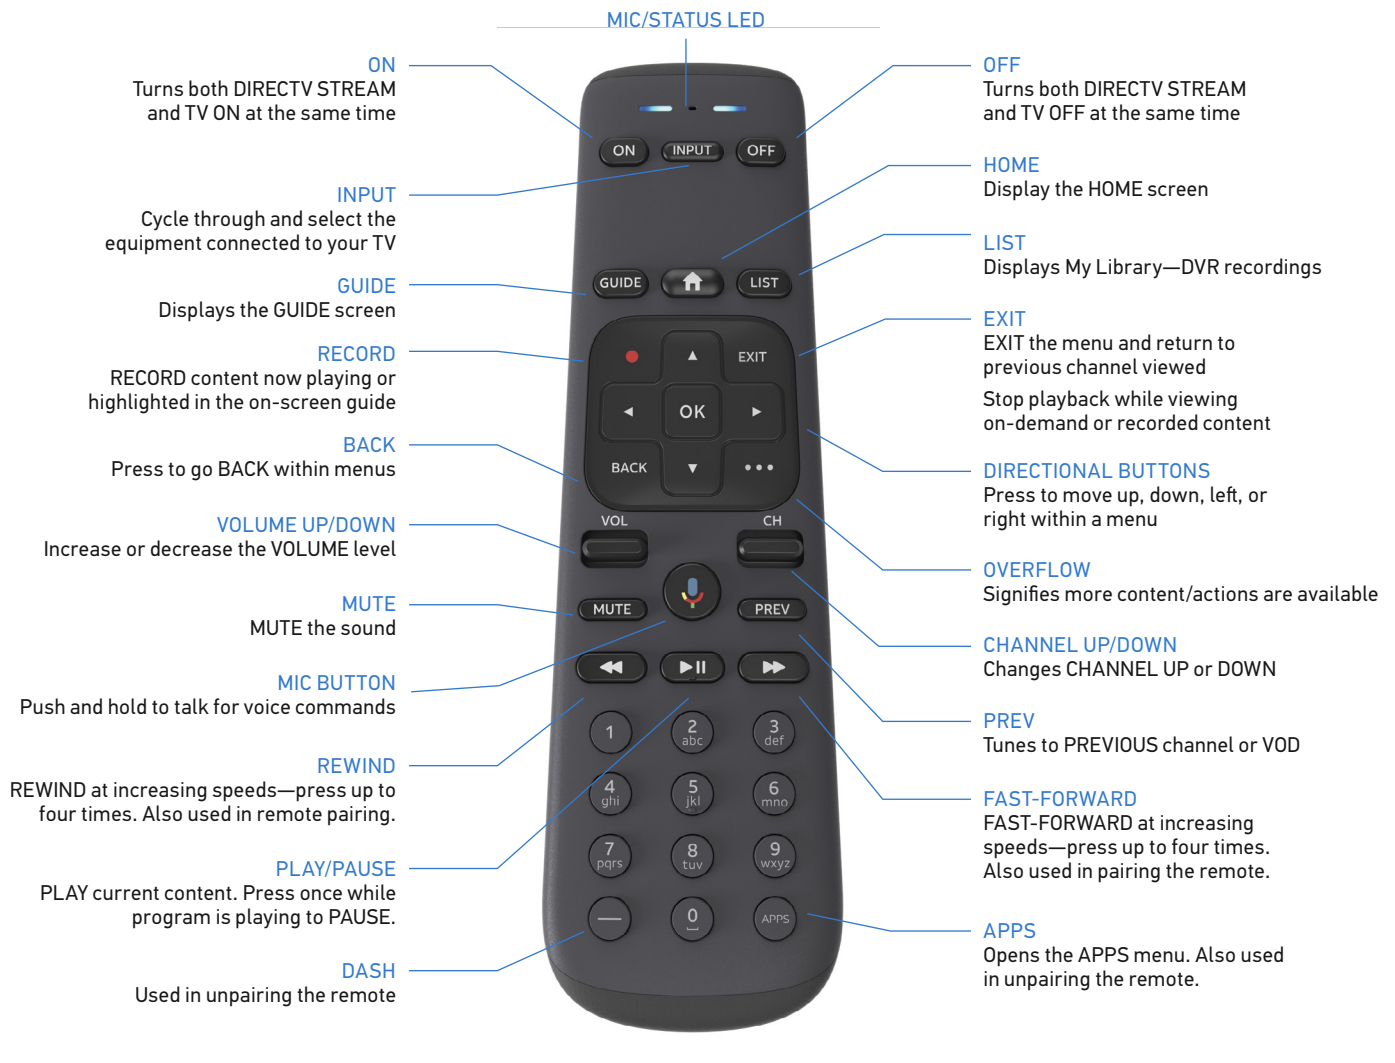 MIC/STATUS LED
ON
Turns both DIRECTV STREAM
and TV ON at the same time
INPUT
Cycle through and select the
equipment connected to your TV
GUIDE
Displays the GUIDE screen
RECORD
RECORD content now playing or
highlighted in the on-screen guide
BACK
Press to go BACK within menus
VOLUME UP/DOWN
Increase or decrease the VOLUME level
MUTE
MUTE the sound
MIC BUTTON
Push and hold to talk for voice commands
REWIND
REWIND at increasing speeds—press up to
four times. Also used in remote pairing.
PLAY/PAUSE
PLAY current content. Press once while
program is playing to PAUSE.
DASH
Used in unpairing the remote
ON INPUT OFF
GUIDE LIST
EXIT
OK
BACK
VOL CH
MUTE PREV
1 2 3
abc def
4 5 6
ghi jkl mno
7 8 9
pqrs tuv wxyz
0 APPS
OFF
Turns both DIRECTV STREAM
and TV OFF at the same time
HOME
Display the HOME screen
LIST
Displays My Library—DVR recordings
EXIT
EXIT the menu and return to
previous channel viewed
Stop playback while viewing
on-demand or recorded content
DIRECTIONAL BUTTONS
Press to move up, down, left, or
right within a menu
OVERFLOW
Signifies more content/actions are available
CHANNEL UP/DOWN
Changes CHANNEL UP or DOWN
PREV
Tunes to PREVIOUS channel or VOD
FAST-FORWARD
FAST-FORWARD at increasing
speeds—press up to four times.
Also used in pairing the remote.
APPS
Opens the APPS menu. Also used
in unpairing the remote.